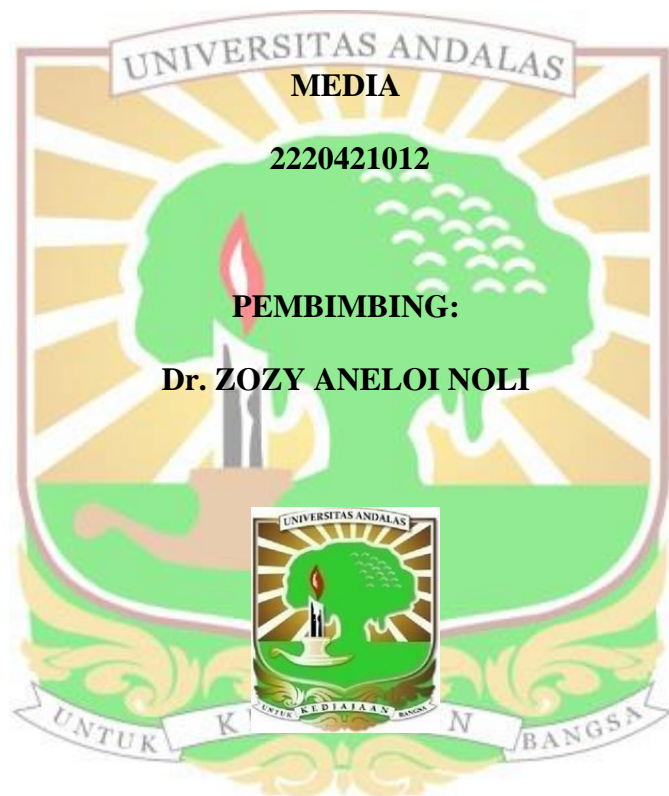 UNIVERSITAS ANDALAS
MEDIA
2220421012
PEMBIMBING:
Dr. ZOZY ANELOI NOLI
UNIVERSITAS ANDALAS
UNTUK KEDJAJAAN BANGSA
UNTUK K N BANGSA